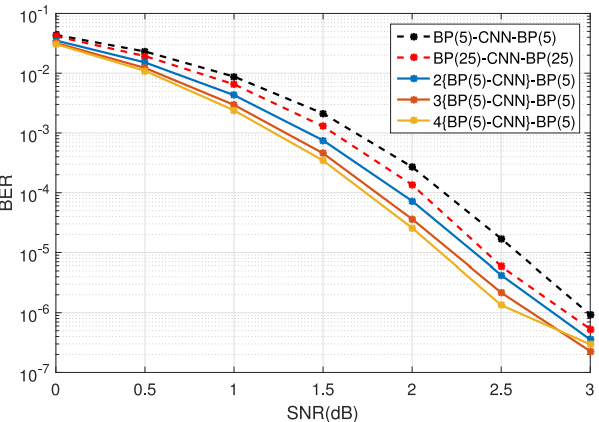 10^-1
10^-2
10^-3
10^-4
10^-5
10^-6
10^-7
BER
BP(5)-CNN-BP(5)
BP(25)-CNN-BP(25)
2{BP(5)-CNN}-BP(5)
3{BP(5)-CNN}-BP(5)
4{BP(5)-CNN}-BP(5)
0 0.5 1 1.5 2 2.5 3
SNR(dB)